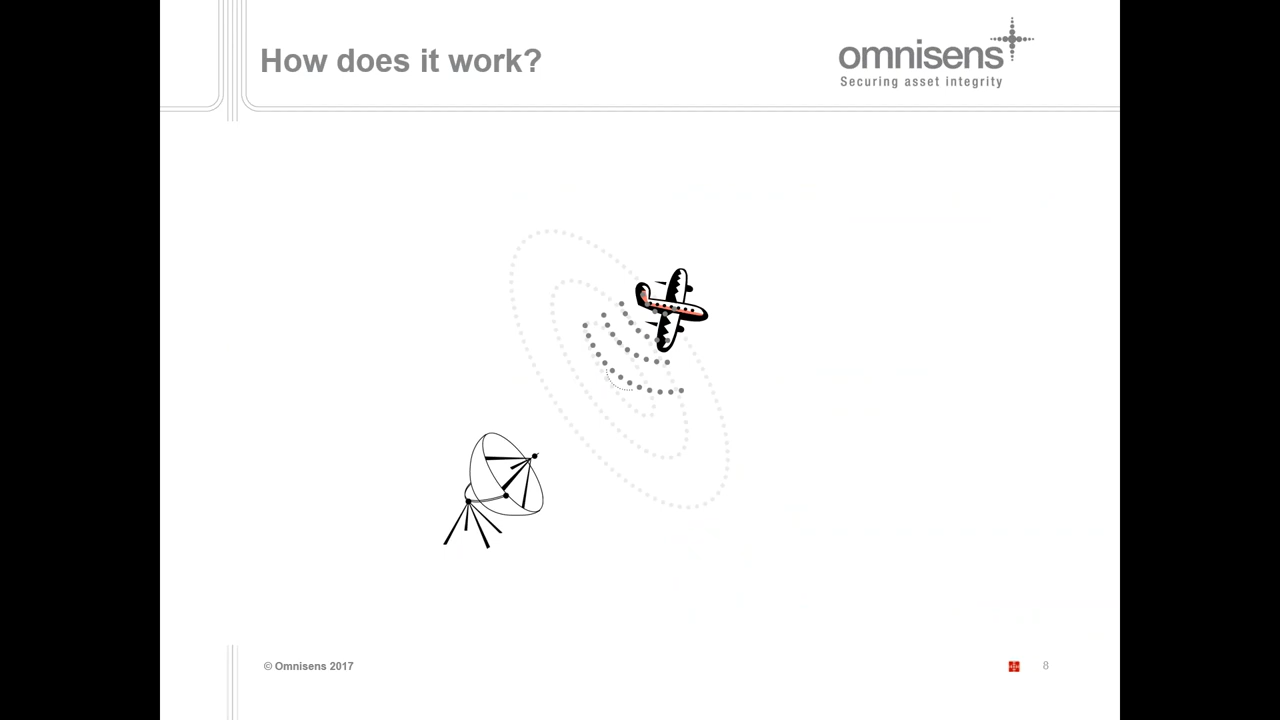 How does it work?
omnisens
Securing asset integrity
© Omnisens 2017
8